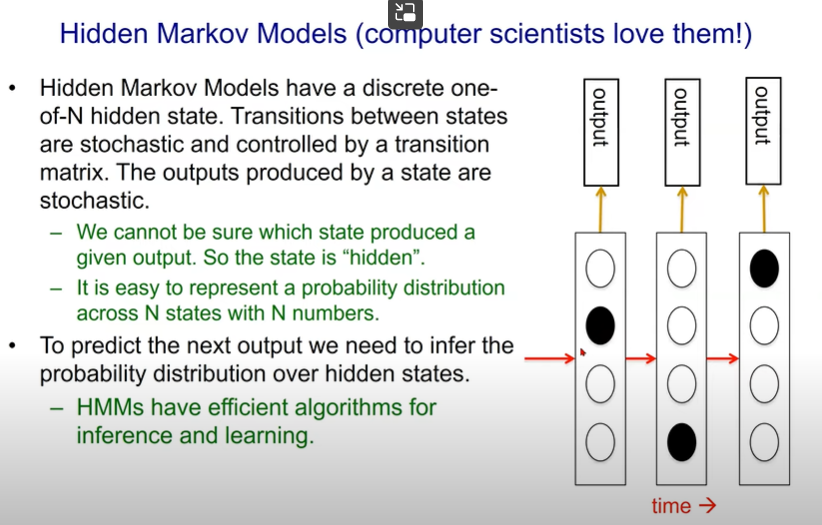 Hidden Markov Models (computer scientists love them!)
• Hidden Markov Models have a discrete one-
of-N hidden state. Transitions between states
are stochastic and controlled by a transition
matrix. The outputs produced by a state are
stochastic.
– We cannot be sure which state produced a
given output. So the state is “hidden”.
– It is easy to represent a probability distribution
across N states with N numbers.
• To predict the next output we need to infer the
probability distribution over hidden states.
– HMMs have efficient algorithms for
inference and learning.
output
output
output
time →